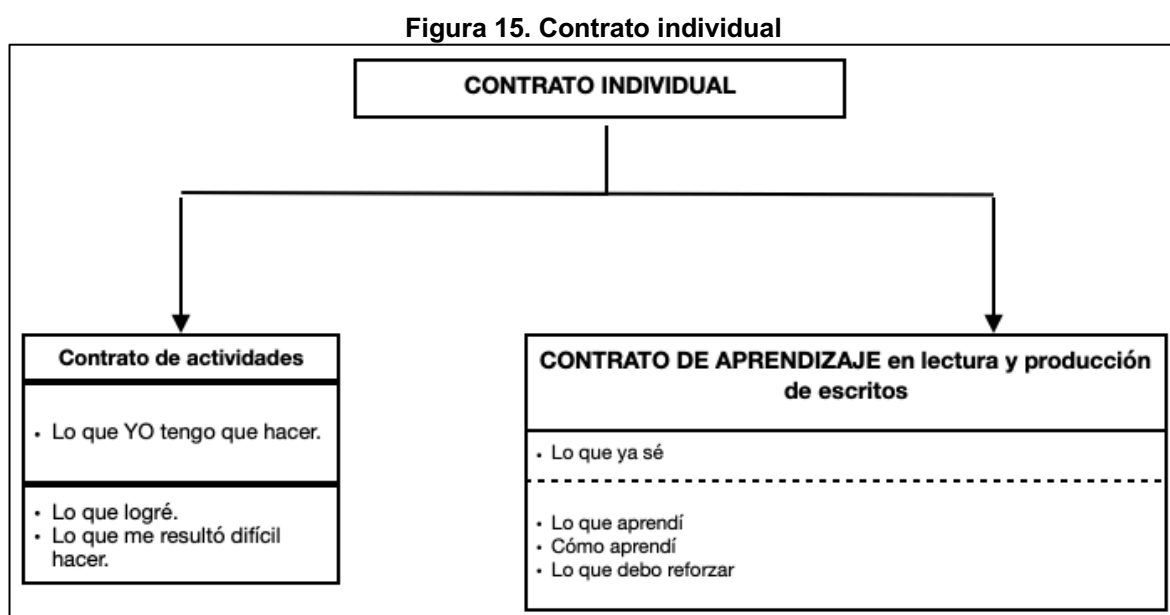 Figura 15. Contrato individual
CONTRATO INDIVIDUAL
Contrato de actividades
• Lo que YO tengo que hacer.
• Lo que logré.
• Lo que me resultó difícil
hacer.
CONTRATO DE APRENDIZAJE en lectura y producción
de escritos
• Lo que ya sé
• Lo que aprendí
• Cómo aprendí
• Lo que debo reforzar